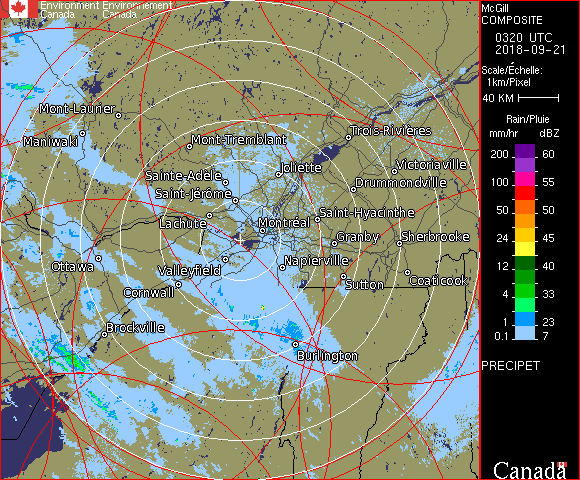 Environment Environnement
Canada Canada
McGill
COMPOSITE
0320 UTC
2018-09-21
Scale/Échelle:
1km/Pixel
40 KM
Rain/Pluie
mm/hr dBZ
200 60
100 55
50 50
24 45
12 40
4 33
1 23
0.1 7
PRECIPET
Canada
Mont-Laurier
Maniwaki
Mont-Tremblant
Trois-Rivières
Joliette
Victoriaville
Sainte-Adèle
Drummondville
Saint-Jérôme
Lachute
Montréal
Saint-Hyacinthe
Granby
Sherbrooke
Ottawa
Valleyfield
Napierville
Cornwall
Sutton
Coaticook
Brockville
Burlington